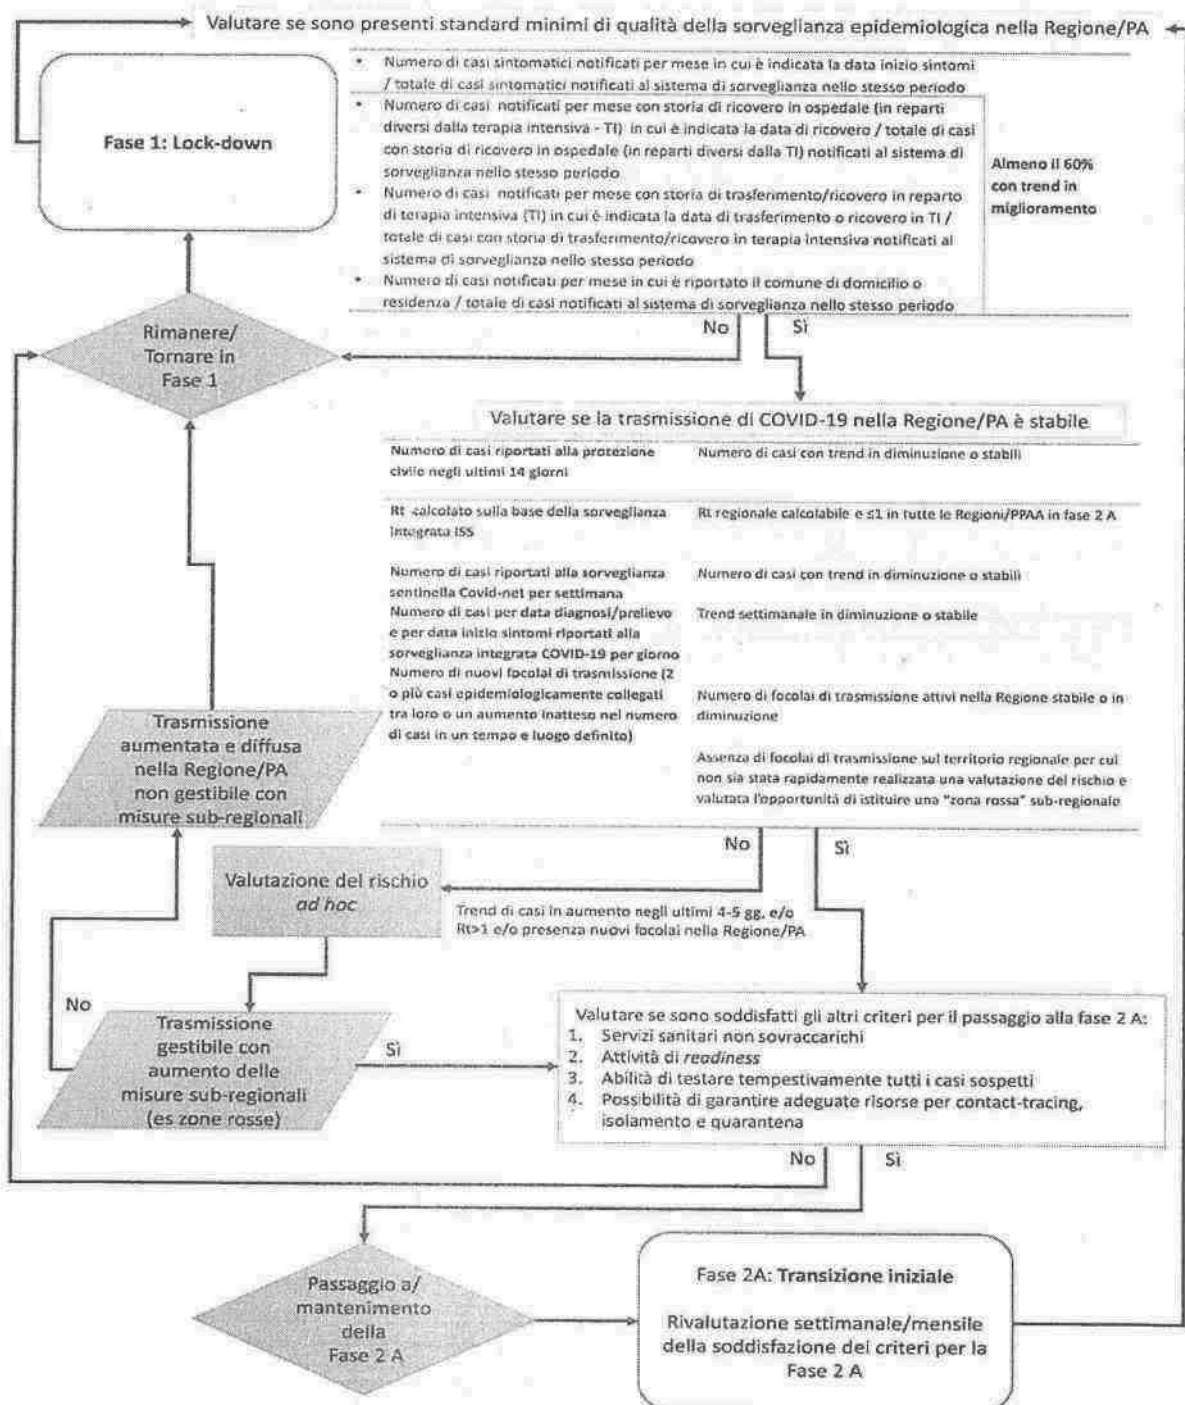 Valutare se sono presenti standard minimi di qualità della sorveglianza epidemiologica nella Regione/PA
Fase 1: Lock-down
• Numero di casi sintomatici notificati per mese in cui è indicata la data inizio sintomi
/ totale di casi sintomatici notificati al sistema di sorveglianza nello stesso periodo
• Numero di casi notificati per mese con storia di ricovero in ospedale (in reparti
diversi dalla terapia intensiva - TI) in cui è indicata la data di ricovero / totale di casi
con storia di ricovero in ospedale (in reparti diversi dalla TI) notificati al sistema di
sorveglianza nello stesso periodo
• Numero di casi notificati per mese con storia di trasferimento/ricovero in reparto
di terapia intensiva (TI) in cui è indicata la data di trasferimento o ricovero in TI /
totale di casi con storia di trasferimento/ricovero in terapia intensiva notificati al
sistema di sorveglianza nello stesso periodo
• Numero di casi notificati per mese in cui è riportato il comune di domicilio o
residenza / totale di casi notificati al sistema di sorveglianza nello stesso periodo
Almeno il 60%
con trend in
miglioramento
No
Sì
Rimanere/
Tornare in
Fase 1
Valutare se la trasmissione di COVID-19 nella Regione/PA è stabile
Numero di casi riportati alla protezione
civile negli ultimi 14 giorni
Numero di casi con trend in diminuzione o stabili
Rt calcolato sulla base della sorveglianza
integrata ISS
Rt regionale calcolabile e ≤1 in tutte le Regioni/PPAA in fase 2 A
Numero di casi riportati alla sorveglianza
sentinella Covid-net per settimana
Numero di casi con trend in diminuzione o stabili
Numero di casi per data diagnosi/prelievo
e per data inizio sintomi riportati alla
sorveglianza integrata COVID-19 per giorno
Trend settimanale in diminuzione o stabile
Numero di nuovi focolai di trasmissione (2
o più casi epidemiologicamente collegati
tra loro o un aumento inatteso nel numero
di casi in un tempo e luogo definito)
Numero di focolai di trasmissione attivi nella Regione stabile o in
diminuzione
Assenza di focolai di trasmissione sul territorio regionale per cui
non sia stata rapidamente realizzata una valutazione del rischio e
valutata l'opportunità di istituire una "zona rossa" sub-regionale
Trasmissione
aumentata e diffusa
nella Regione/PA
non gestibile con
misure sub-regionali
No
Sì
Valutazione del rischio
ad hoc
Trend di casi in aumento negli ultimi 4-5 gg. e/o
Rt>1 e/o presenza nuovi focolai nella Regione/PA
No
Trasmissione
gestibile con
aumento delle
misure sub-regionali
(es zone rosse)
Sì
Valutare se sono soddisfatti gli altri criteri per il passaggio alla fase 2 A:
1. Servizi sanitari non sovraccarichi
2. Attività di readiness
3. Abilità di testare tempestivamente tutti i casi sospetti
4. Possibilità di garantire adeguate risorse per contact-tracing,
isolamento e quarantena
No
Sì
Passaggio a/
mantenimento
della
Fase 2 A
Fase 2A: Transizione iniziale
Rivalutazione settimanale/mensile
della soddisfazione dei criteri per la
Fase 2 A